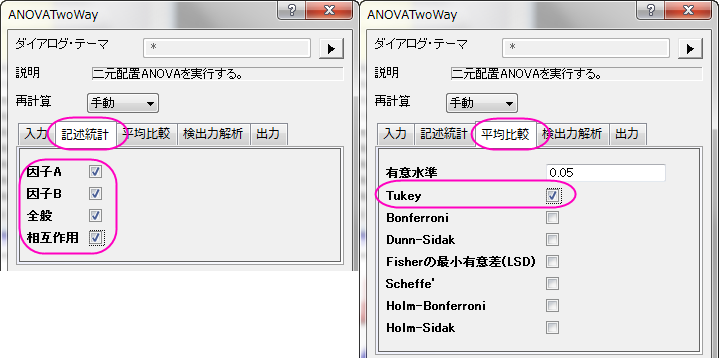 ANOVATwoWay
ダイアログ・テーマ *
説明 二元配置ANOVAを実行する。
再計算 手動
入力 記述統計 平均比較 検出力解析 出力
因子A
因子B
全般
相互作用
ANOVATwoWay
ダイアログ・テーマ *
説明 二元配置ANOVAを実行する。
再計算 手動
入力 記述統計 平均比較 検出力解析 出力
有意水準 0.05
Tukey
Bonferroni
Dunn-Sidak
Fisherの最小有意差(LSD)
Scheffe'
Holm-Bonferroni
Holm-Sidak